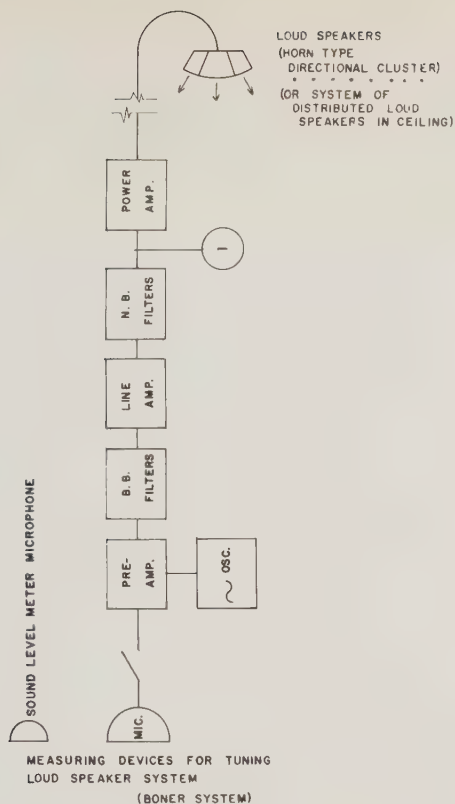 LOUD SPEAKERS
(HORN TYPE
DIRECTIONAL CLUSTER)
(OR SYSTEM OF
DISTRIBUTED LOUD
SPEAKERS IN CEILING)
POWER
AMP.
I
N. B.
FILTERS
LINE
AMP.
B. B.
FILTERS
PRE-
AMP.
OSC.
MIC.
SOUND LEVEL METER MICROPHONE
MEASURING DEVICES FOR TUNING
LOUD SPEAKER SYSTEM
(BONER SYSTEM)